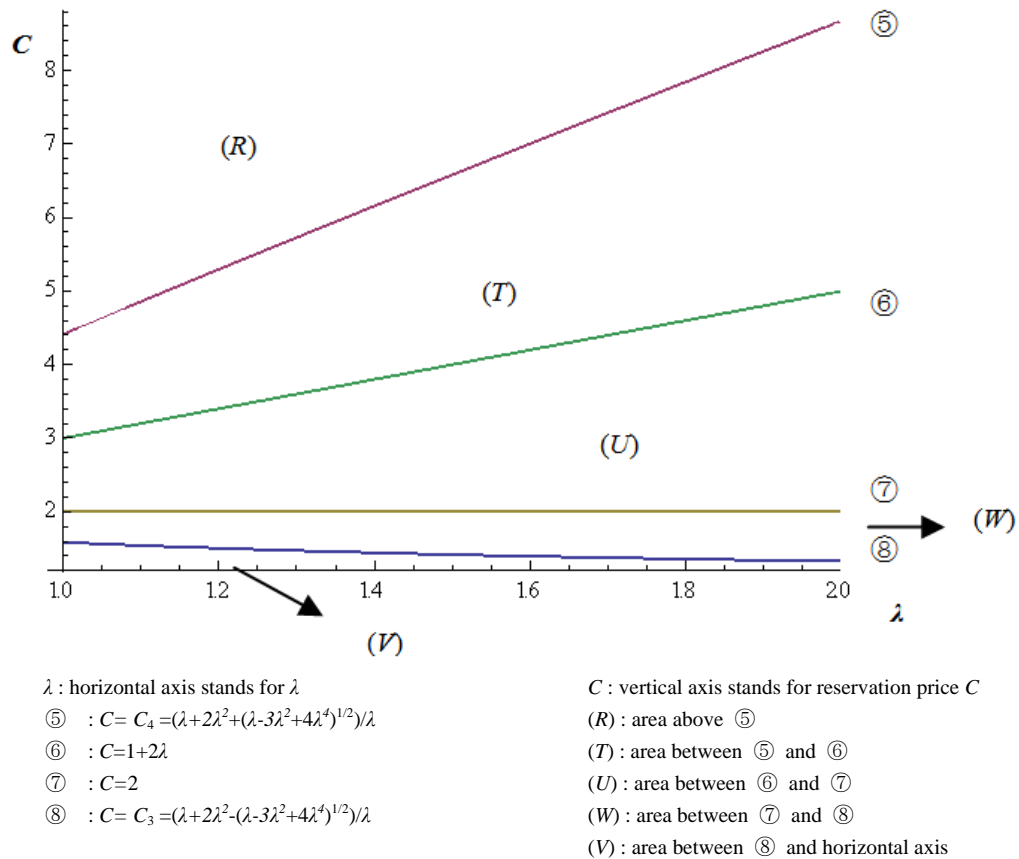 C
8
7
6
5
4
3
2
1.0 1.2 1.4 1.6 1.8 2.0
λ
(R)
(T)
(U)
(V)
(W)
⑤
⑥
⑦
⑧
λ : horizontal axis stands for λ
⑤ : C= C₄ =(λ+2λ²+(λ-3λ²+4λ⁴)^1/2)/λ
⑥ : C=1+2λ
⑦ : C=2
⑧ : C= C₃ =(λ+2λ²-(λ-3λ²+4λ⁴)^1/2)/λ
C : vertical axis stands for reservation price C
(R) : area above ⑤
(T) : area between ⑤ and ⑥
(U) : area between ⑥ and ⑦
(W) : area between ⑦ and ⑧
(V) : area between ⑧ and horizontal axis